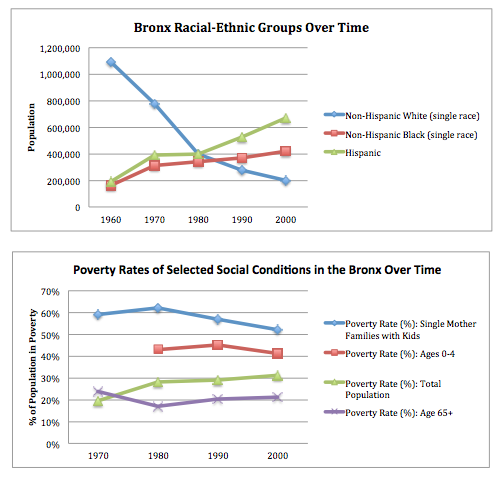 Bronx Racial-Ethnic Groups Over Time
1,200,000
1,000,000
800,000
600,000
400,000
200,000
0
Population
1960 1970 1980 1990 2000
Non-Hispanic White (single race)
Non-Hispanic Black (single race)
Hispanic
Poverty Rates of Selected Social Conditions in the Bronx Over Time
70%
60%
50%
40%
30%
20%
10%
0%
% of Population in Poverty
1970 1980 1990 2000
Poverty Rate (%): Single Mother
Families with Kids
Poverty Rate (%): Ages 0-4
Poverty Rate (%): Total
Population
Poverty Rate (%): Age 65+